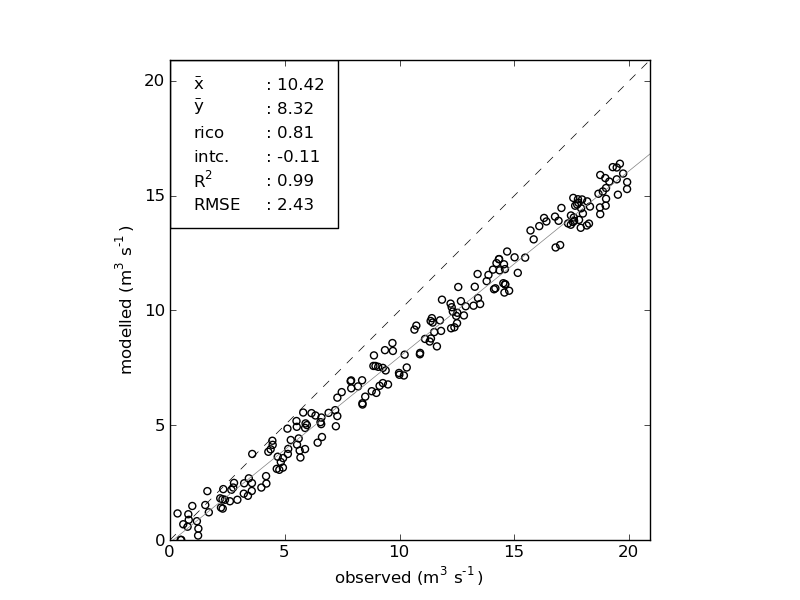 x̄ : 10.42
ȳ : 8.32
rico : 0.81
intc. : -0.11
R² : 0.99
RMSE : 2.43
20
15
10
5
0
modelled (m³ s⁻¹)
0 5 10 15 20
observed (m³ s⁻¹)